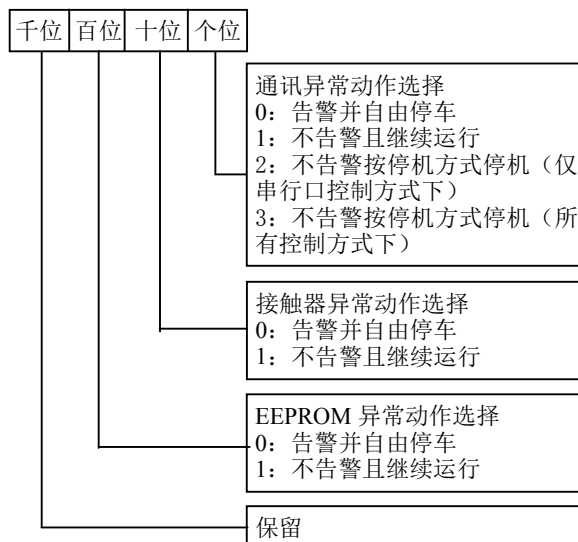 千位 百位 十位 个位
通讯异常动作选择
0：告警并自由停车
1：不告警且继续运行
2：不告警按停机方式停机（仅
串行口控制方式下）
3：不告警按停机方式停机（所
有控制方式下）
接触器异常动作选择
0：告警并自由停车
1：不告警且继续运行
EEPROM 异常动作选择
0：告警并自由停车
1：不告警且继续运行
保留